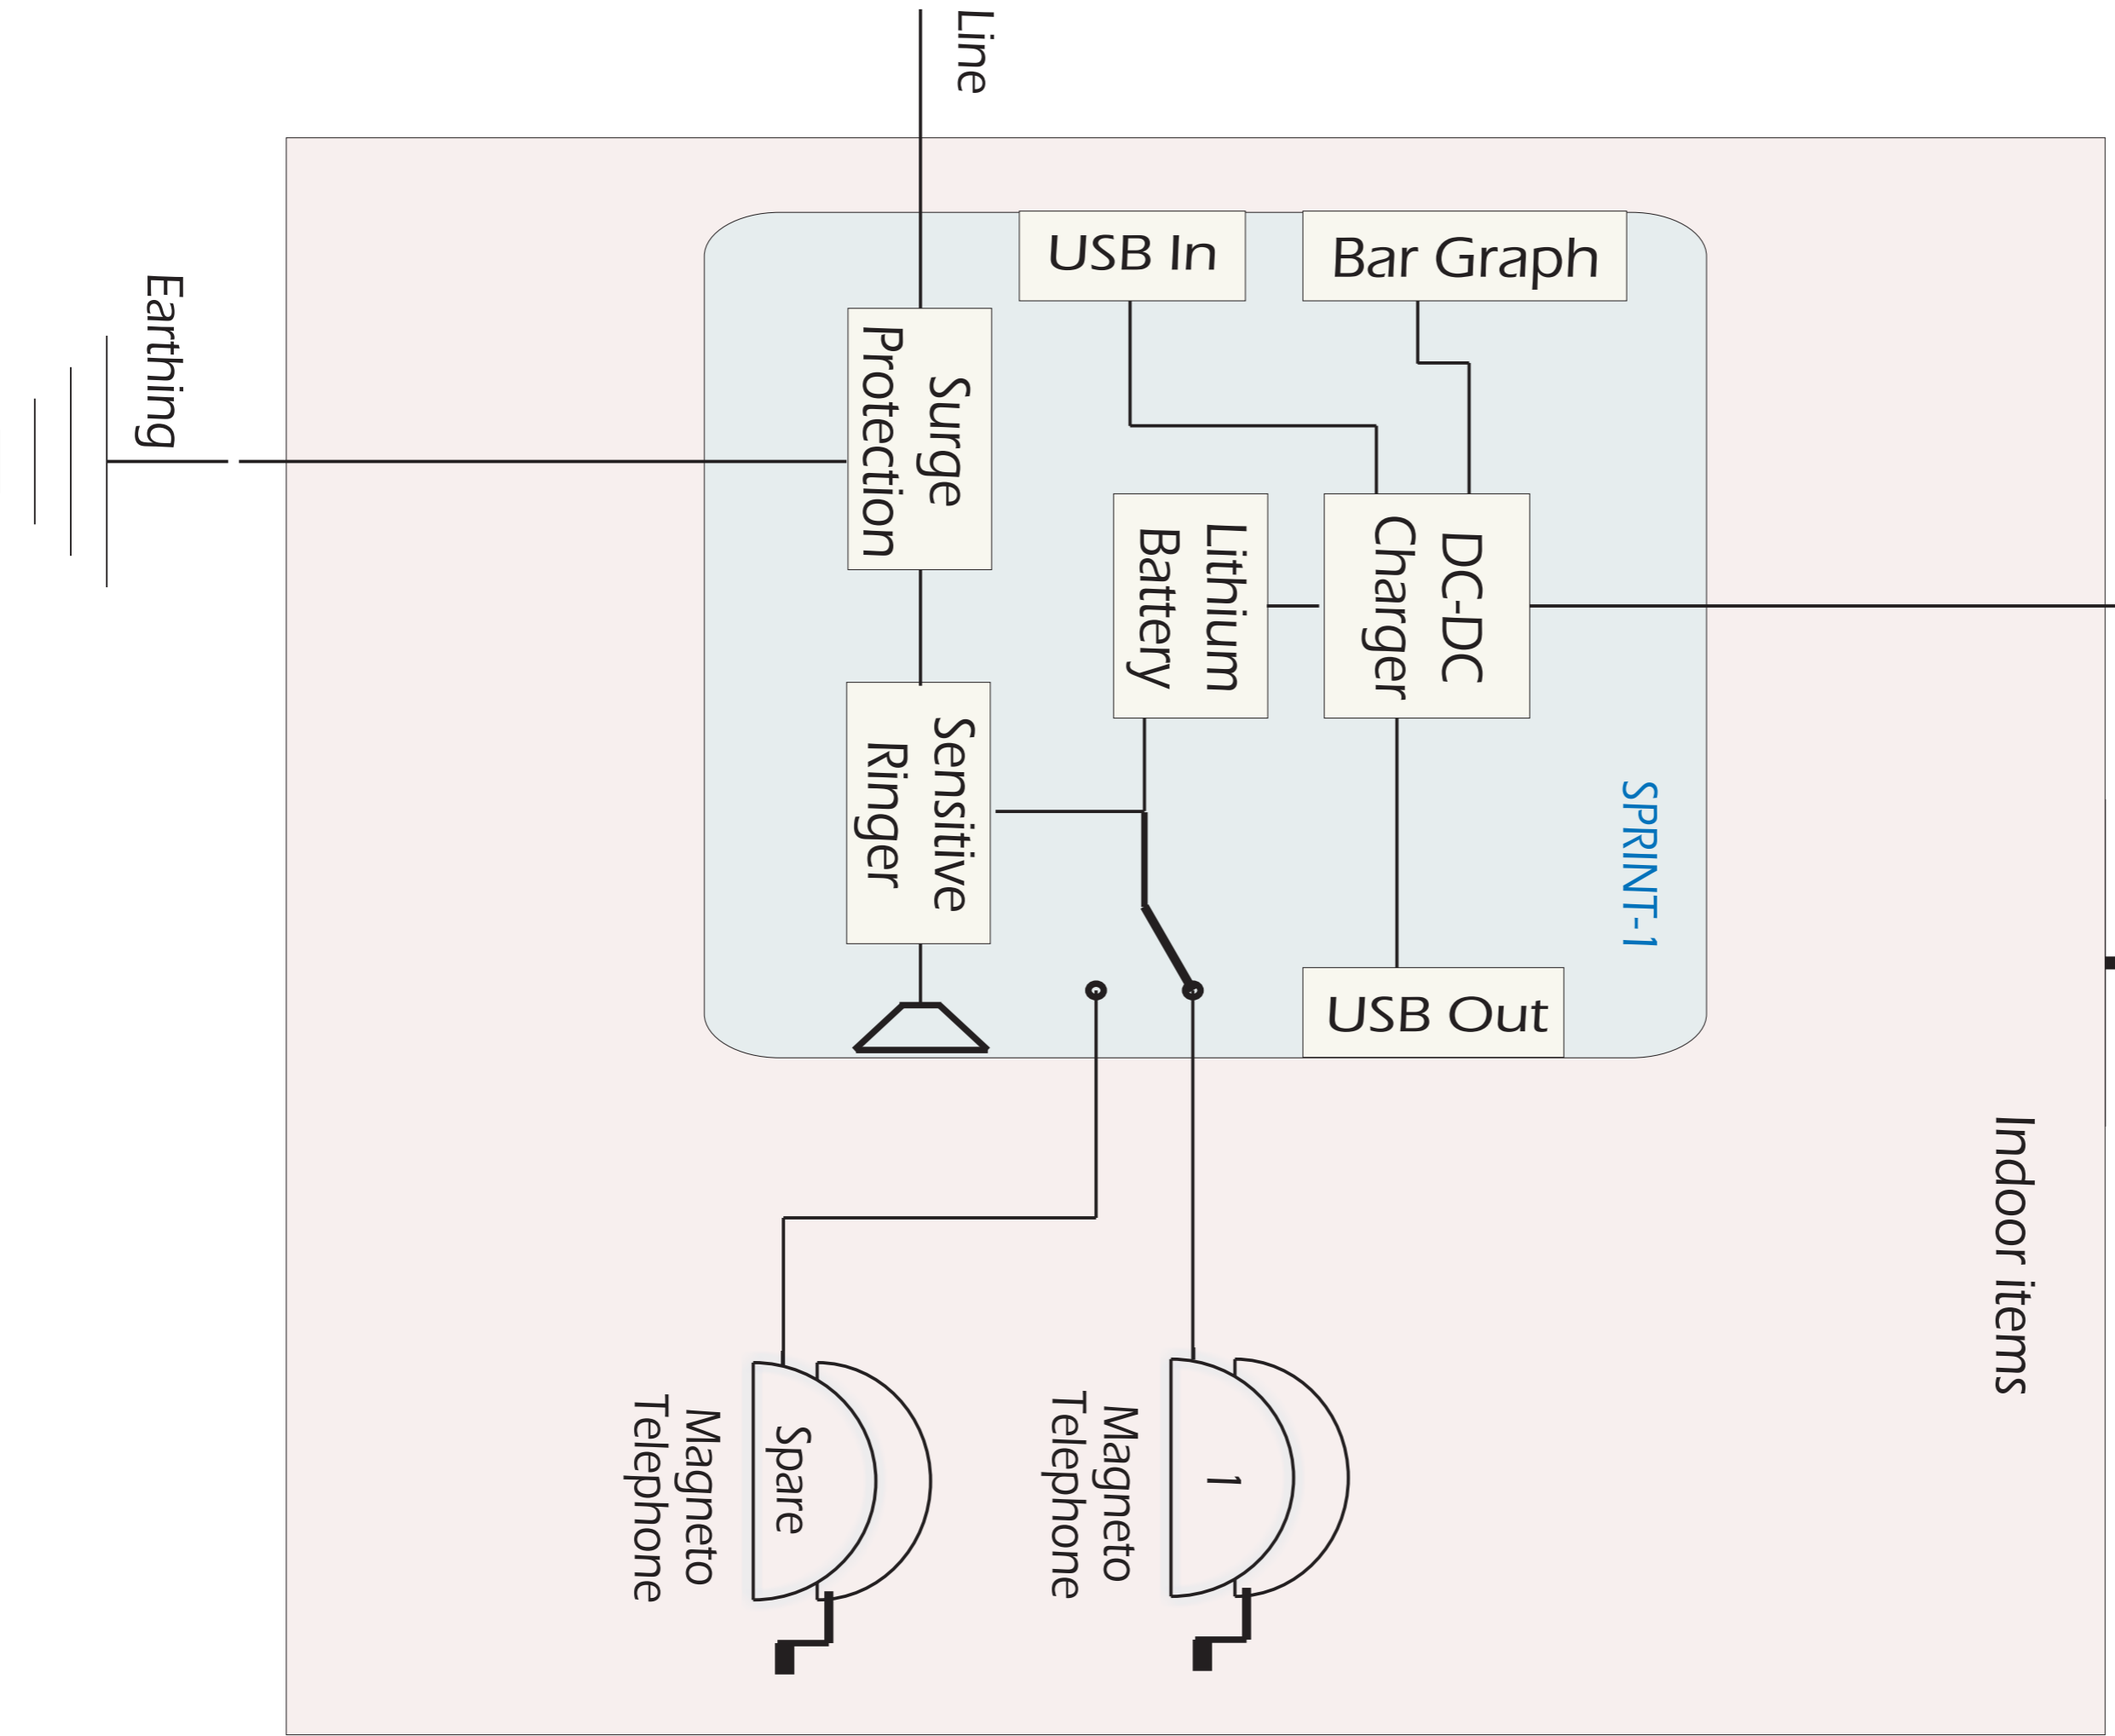 Line
Earthing
USB In
Bar Graph
Surge
Protection
Lithium
Battery
DC-DC
Charger
Sensitive
Ringer
SPRINT-1
USB Out
Indoor items
Spare
Magneto
Telephone
1
Magneto
Telephone